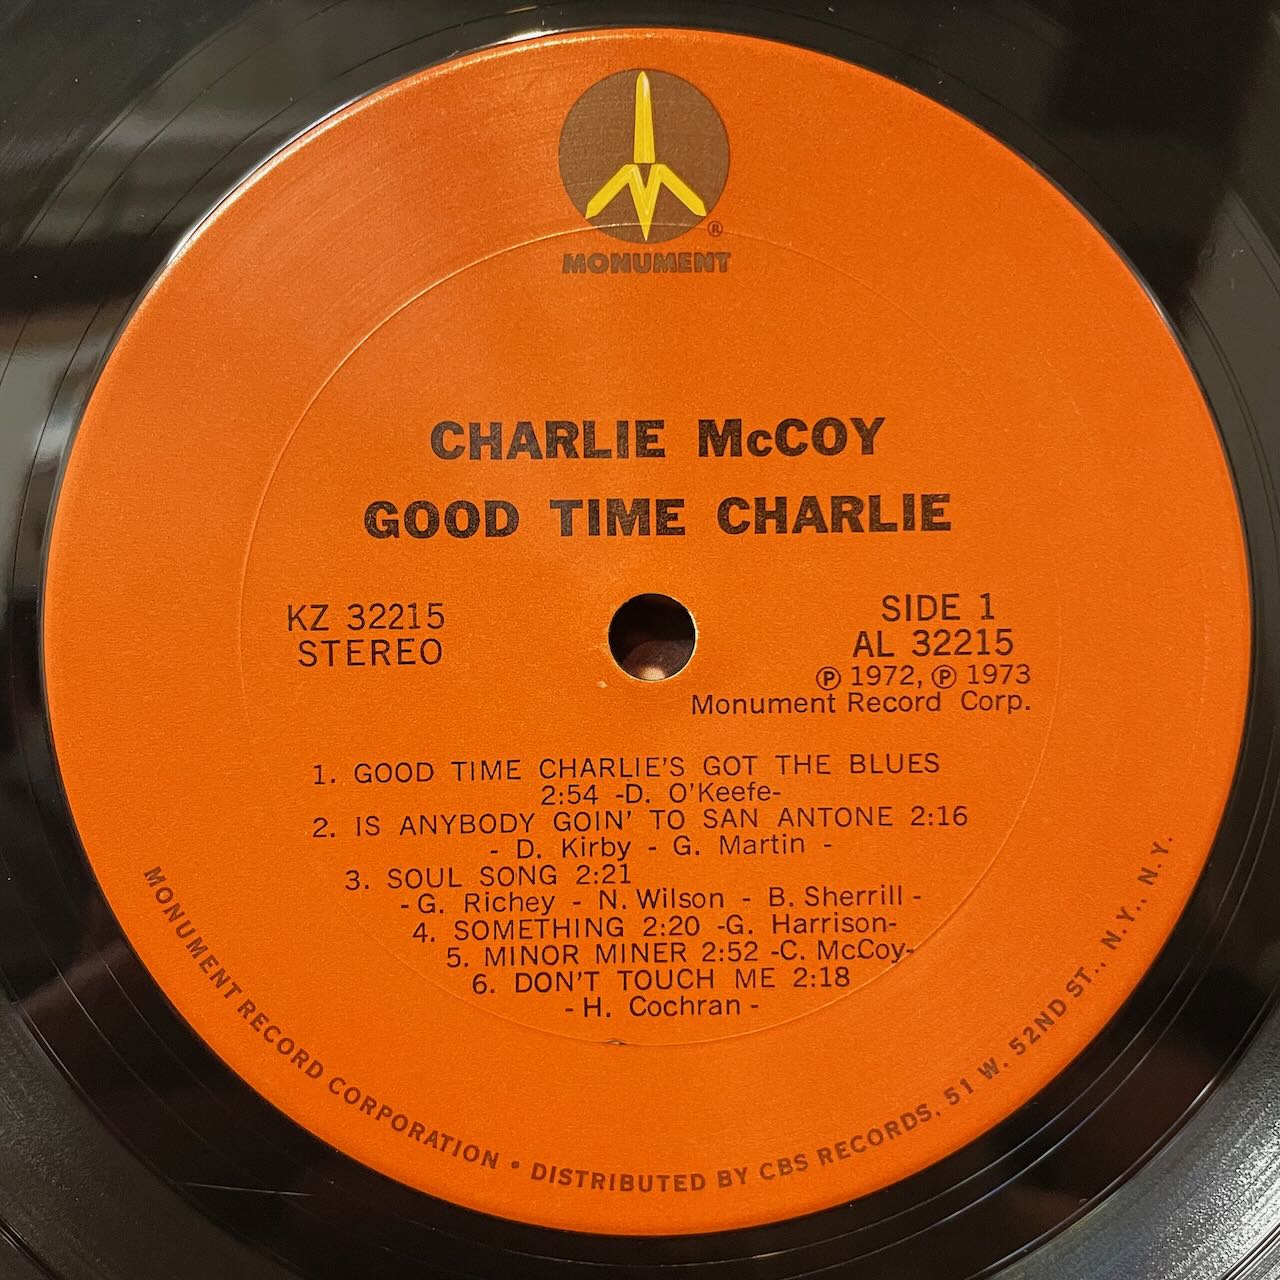 ®
MONUMENT
CHARLIE McCOY
GOOD TIME CHARLIE
KZ 32215
STEREO
SIDE 1
AL 32215
℗ 1972, ℗ 1973
Monument Record Corp.
1. GOOD TIME CHARLIE'S GOT THE BLUES
2:54 -D. O'Keefe-
2. IS ANYBODY GOIN' TO SAN ANTONE 2:16
- D. Kirby - G. Martin -
3. SOUL SONG 2:21
- G. Richey - N. Wilson - B. Sherrill -
4. SOMETHING 2:20 -G. Harrison-
5. MINOR MINER 2:52 -C. McCoy-
6. DON'T TOUCH ME 2:18
- H. Cochran -
MONUMENT RECORD CORPORATION • DISTRIBUTED BY CBS RECORDS, 51 W. 52ND ST., N.Y., N.Y.